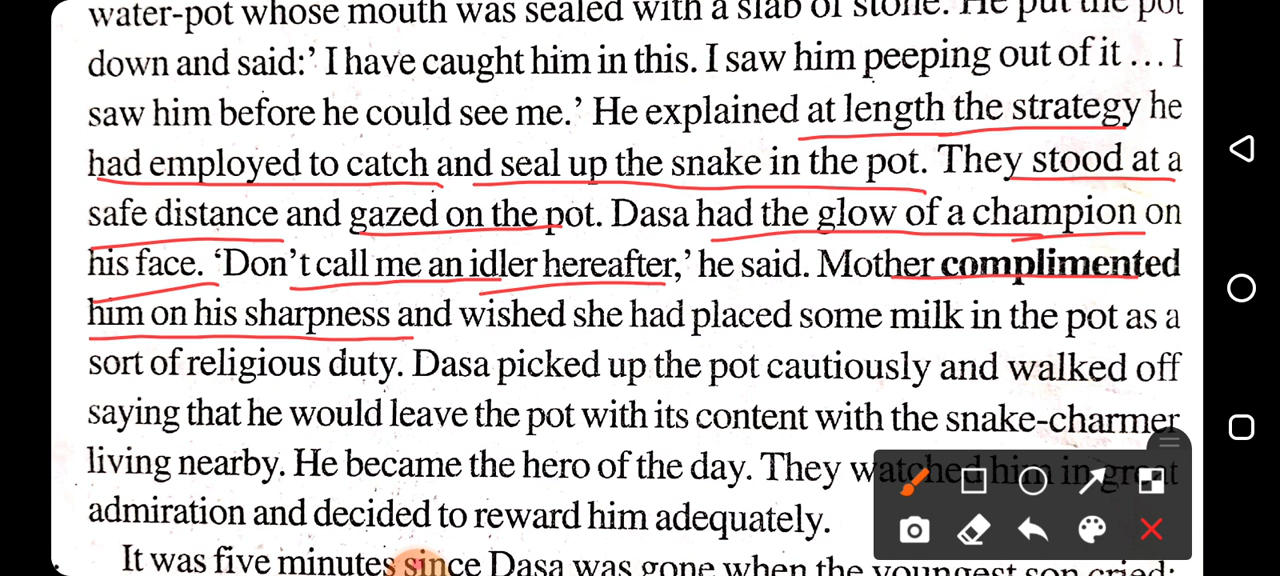 water-pot whose mouth was sealed with a slab of stone. He put the pot
down and said:’ I have caught him in this. I saw him peeping out of it ... I
saw him before he could see me.’ He explained at length the strategy he
had employed to catch and seal up the snake in the pot. They stood at a
safe distance and gazed on the pot. Dasa had the glow of a champion on
his face. ‘Don’t call me an idler hereafter,’ he said. Mother complimented
him on his sharpness and wished she had placed some milk in the pot as a
sort of religious duty. Dasa picked up the pot cautiously and walked off
saying that he would leave the pot with its content with the snake-charmer
living nearby. He became the hero of the day. They watched him in great
admiration and decided to reward him adequately.
It was five minutes since Dasa was gone when the youngest son cried: